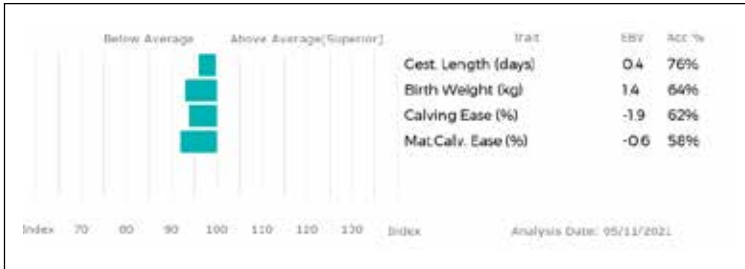 Below Average Above Average[Superior] Trait EBV Acc %
Gest. Length (days) 0.4 76%
Birth Weight (kg) 1.4 64%
Calving Ease (%) -1.9 62%
Mat.Calv. Ease (%) -0.6 58%
Index 70 80 90 100 110 120 130 Index Analysis Date: 05/11/2021